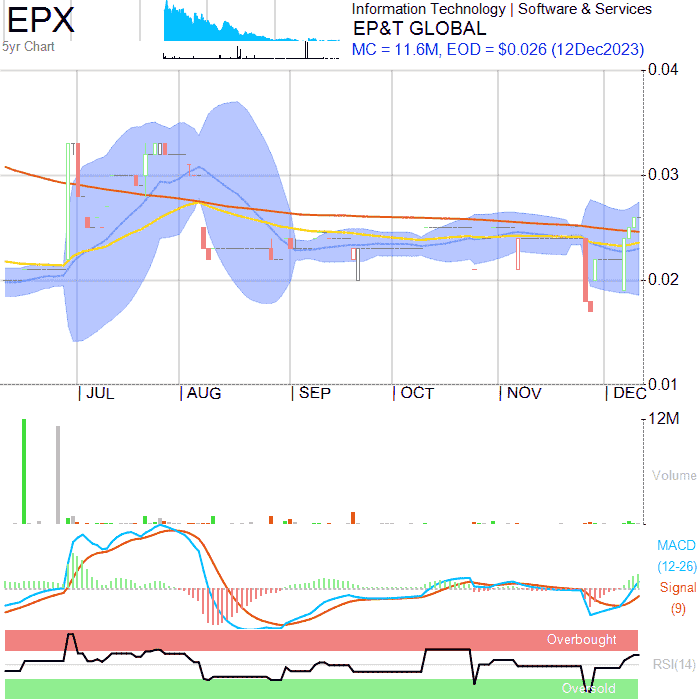 EPX
5yr Chart
Information Technology | Software & Services
EP&T GLOBAL
MC = 11.6M, EOD = $0.026 (12Dec2023)
0.04
0.03
0.02
0.01
| JUL
| AUG
| SEP
| OCT
| NOV
| DEC
12M
Volume
MACD
(12-26)
Signal
(9)
Overbought
RSI(14)
Oversold